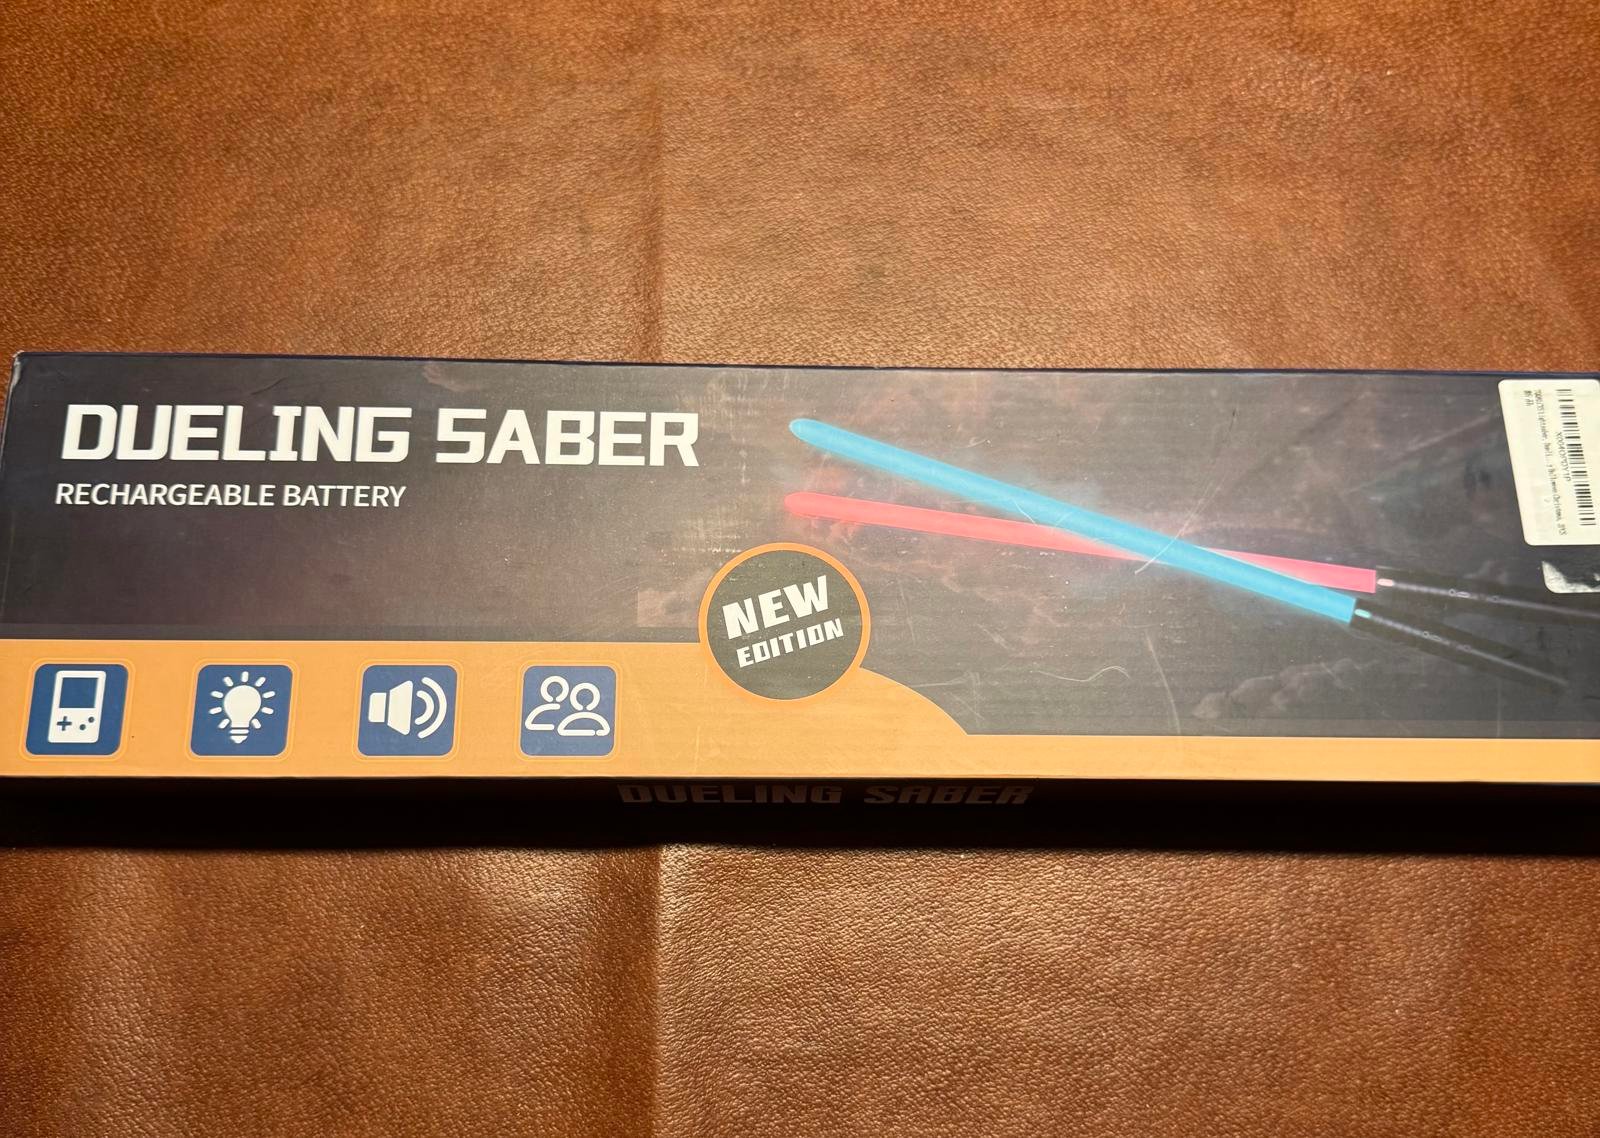 DUELING SABER
RECHARGEABLE BATTERY
NEW
EDITION
DUELING SABER